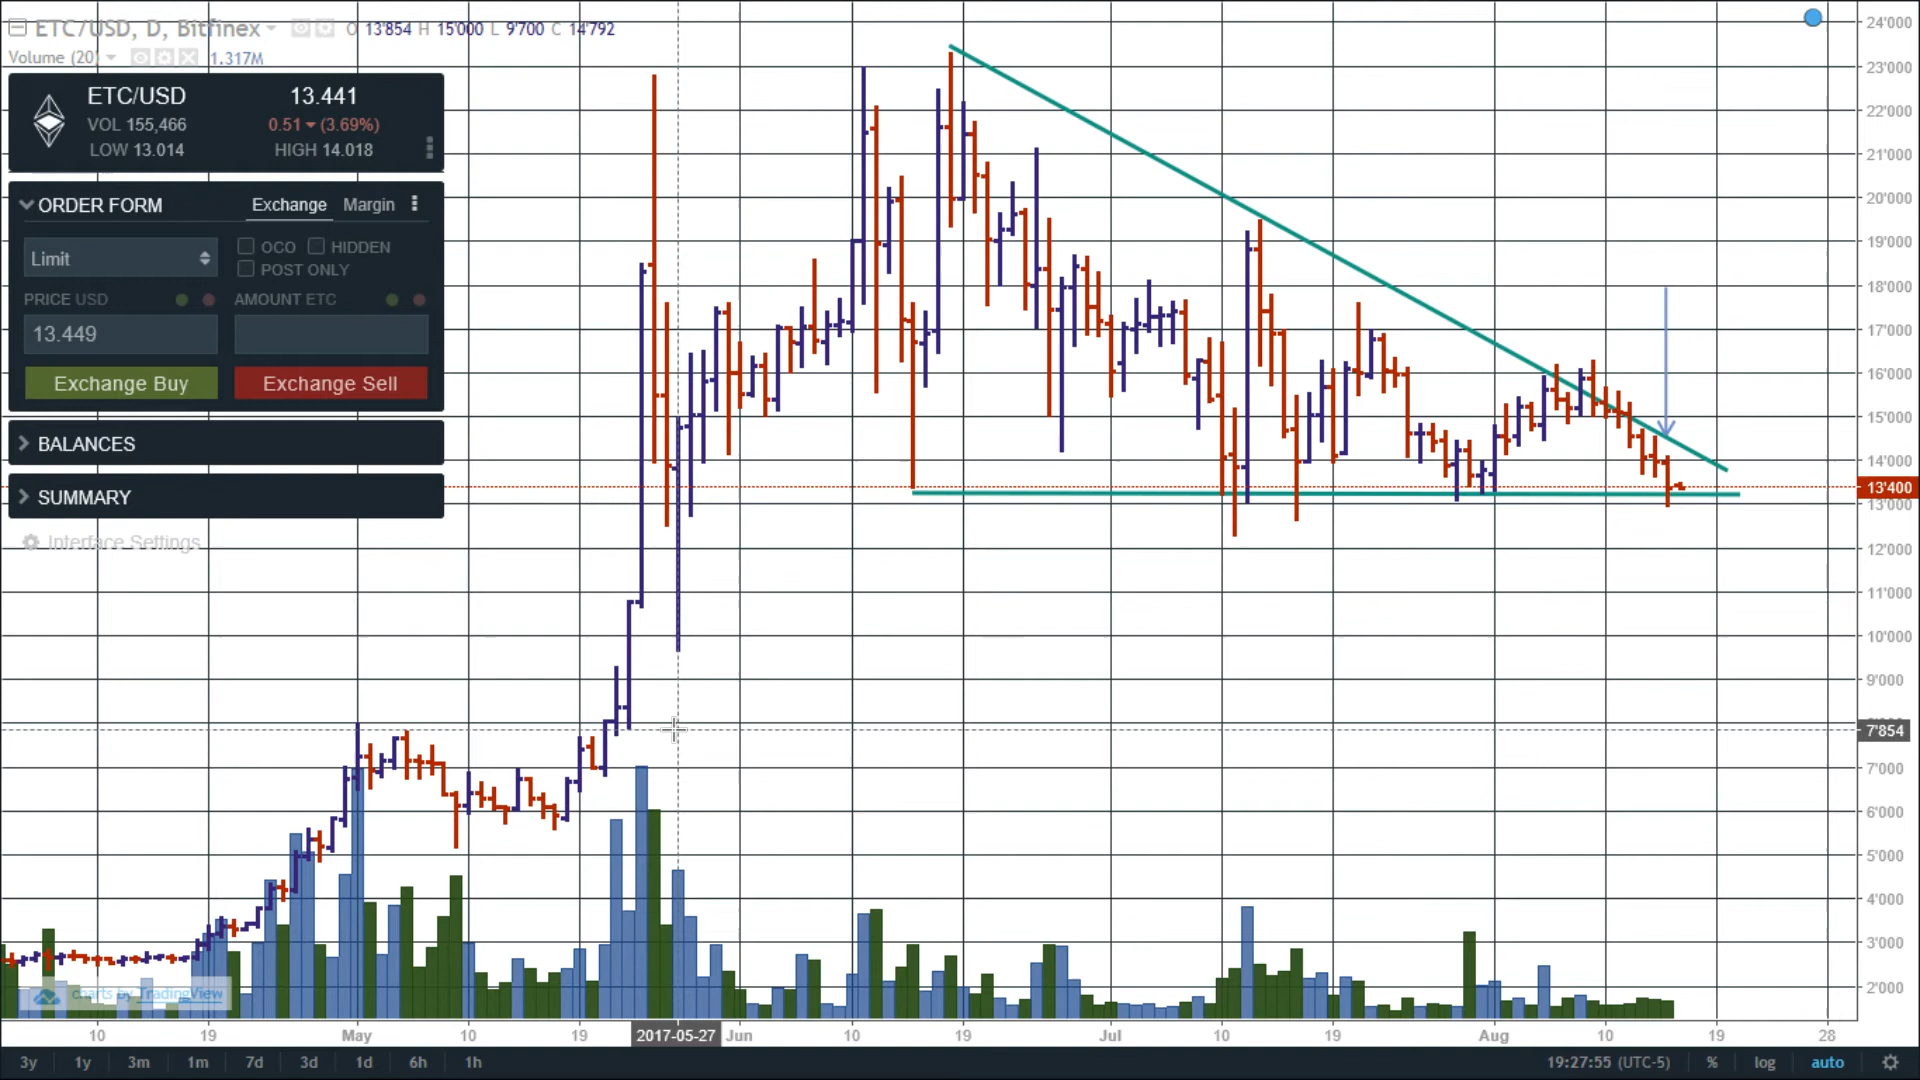 ETC/USD, D, Bitfinex O 13'854 H 15'000 L 9'700 C 14'792
Volume (20) 1.317M
ETC/USD 13.441
VOL 155,466 0.51 (3.69%)
LOW 13.014 HIGH 14.018
ORDER FORM Exchange Margin
Limit OCO HIDDEN
POST ONLY
PRICE USD AMOUNT ETC
13.449
Exchange Buy Exchange Sell
BALANCES
SUMMARY
Interface Settings
24'000
23'000
22'000
21'000
20'000
19'000
18'000
17'000
16'000
15'000
14'000
13'400
13'000
12'000
11'000
10'000
9'000
7'854
7'000
6'000
5'000
4'000
3'000
2'000
charts by TradingView
10 19 May 10 19 2017-05-27 Jun 10 19 Jul 10 19 Aug 10 19 28
3y 1y 3m 1m 7d 3d 1d 6h 1h 19:27:55 (UTC-5) % log auto